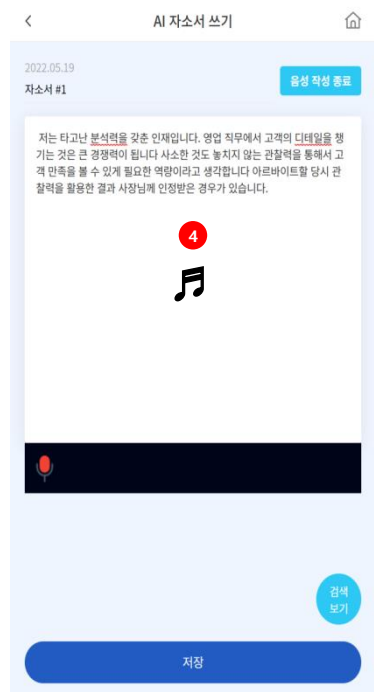 AI 자소서 쓰기
2022.05.19
자소서 #1
음성 작성 종료
저는 타고난 분석력을 갖춘 인재입니다. 영업 직무에서 고객의 디테일을 챙
기는 것은 큰 경쟁력이 됩니다 사소한 것도 놓치지 않는 관찰력을 통해서 고
객 만족을 볼 수 있게 필요한 역량이라고 생각합니다 아르바이트할 당시 관
찰력을 활용한 결과 사장님께 인정받은 경우가 있습니다.
4
검색
보기
저장